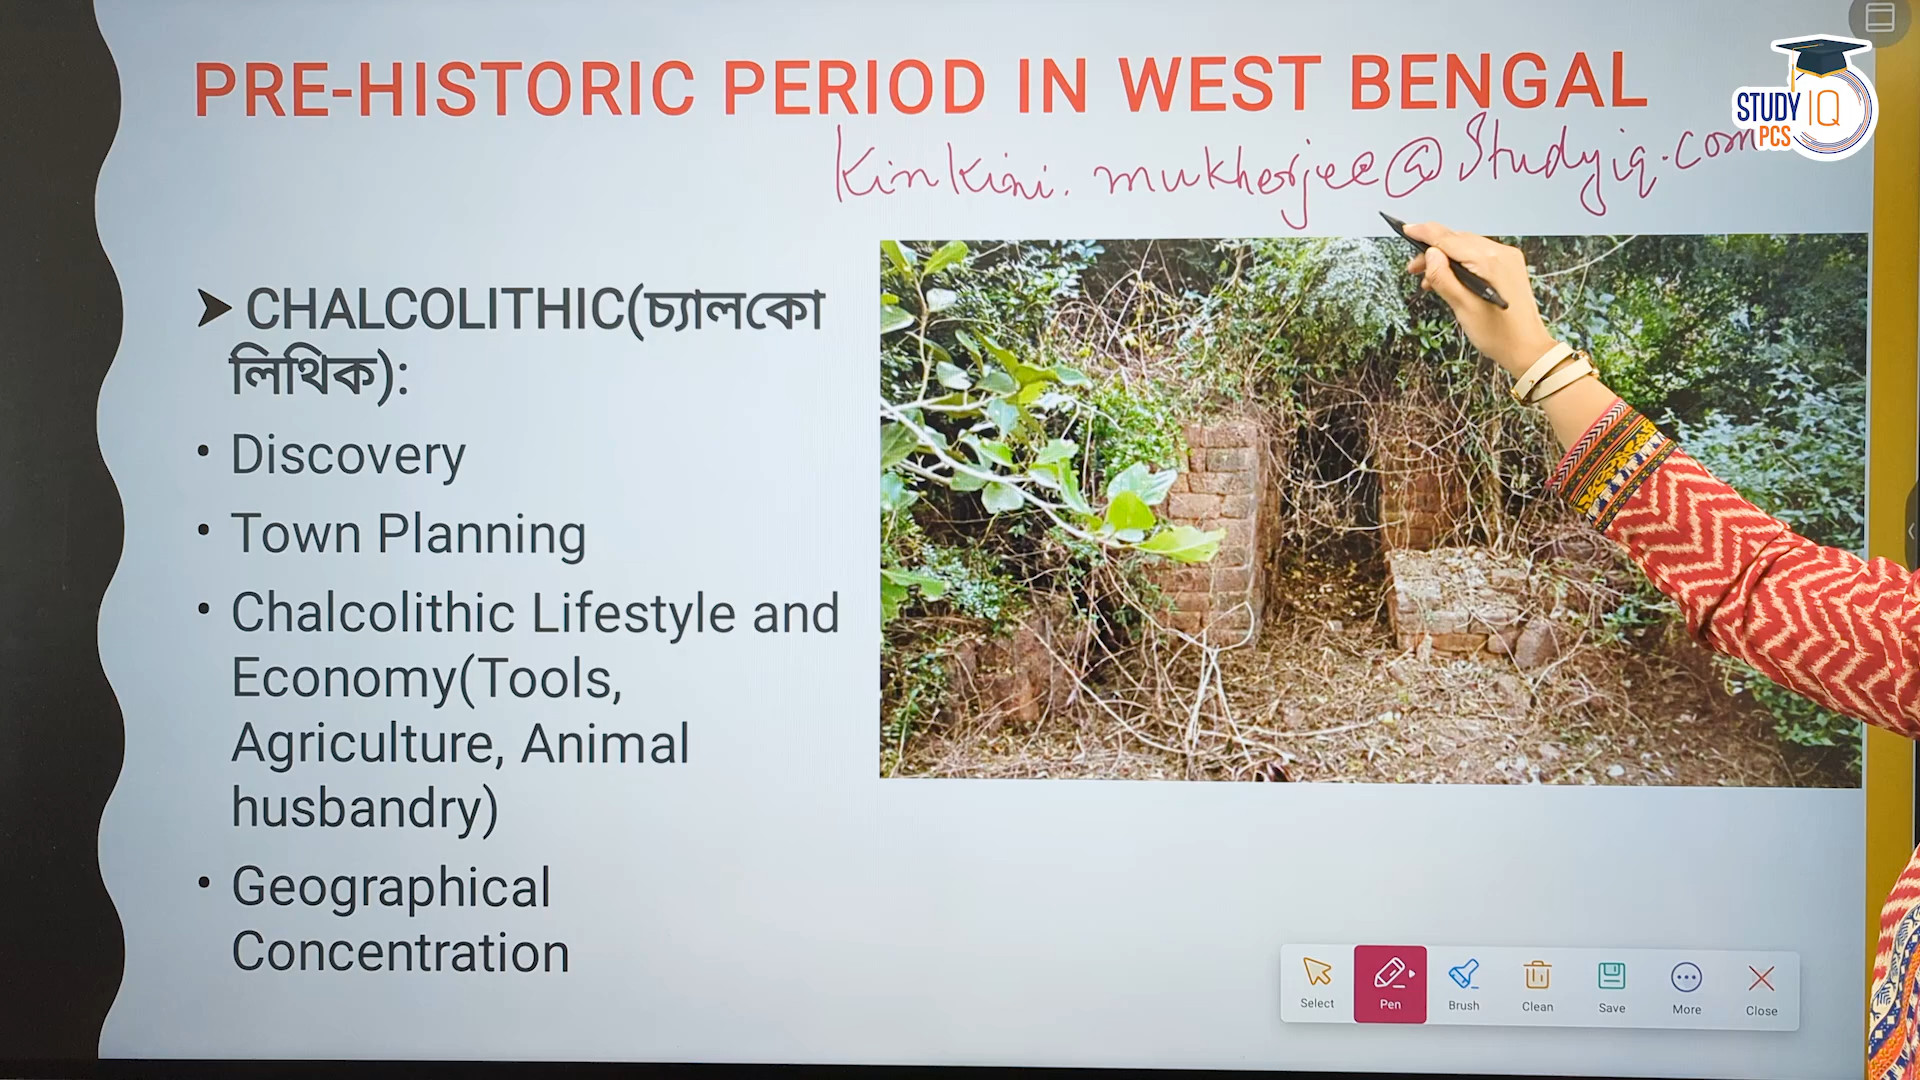 PRE-HISTORIC PERIOD IN WEST BENGAL
STUDY IQ
PCS
Kinkini.mukherjee@Studyiq.com
➤ CHALCOLITHIC(চ্যালকো
লিথিক):
• Discovery
• Town Planning
• Chalcolithic Lifestyle and
Economy(Tools,
Agriculture, Animal
husbandry)
• Geographical
Concentration
Select
Pen
Brush
Clean
Save
More
Close